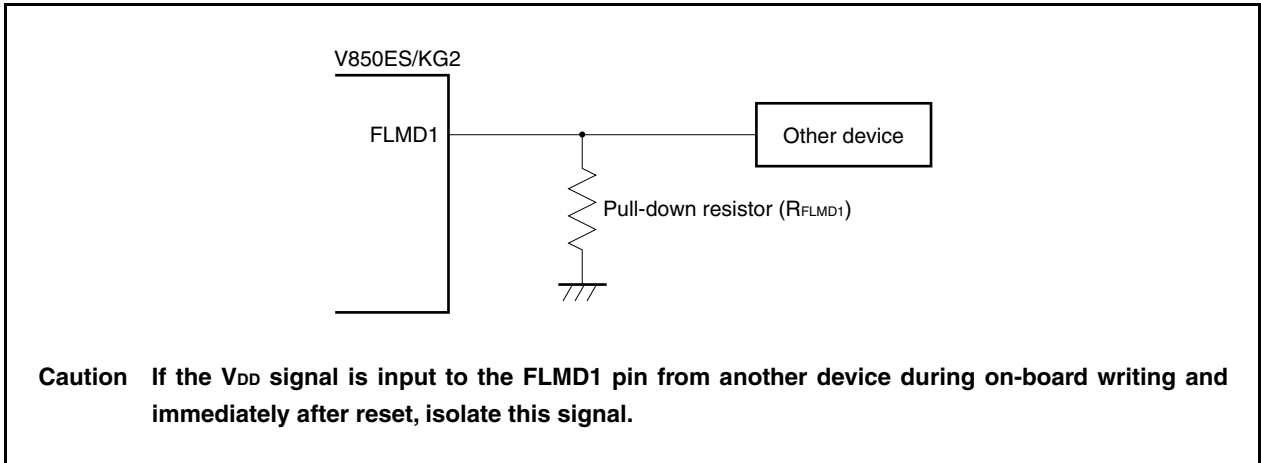 V850ES/KG2
FLMD1
Other device
Pull-down resistor (RFLMD1)
Caution If the VDD signal is input to the FLMD1 pin from another device during on-board writing and
immediately after reset, isolate this signal.